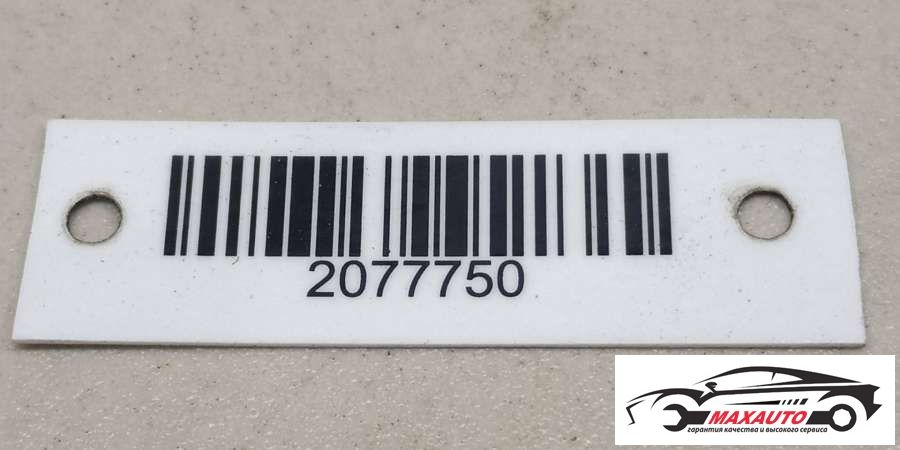 2077750
MAXAUTO
гарантия качества и высокого сервиса